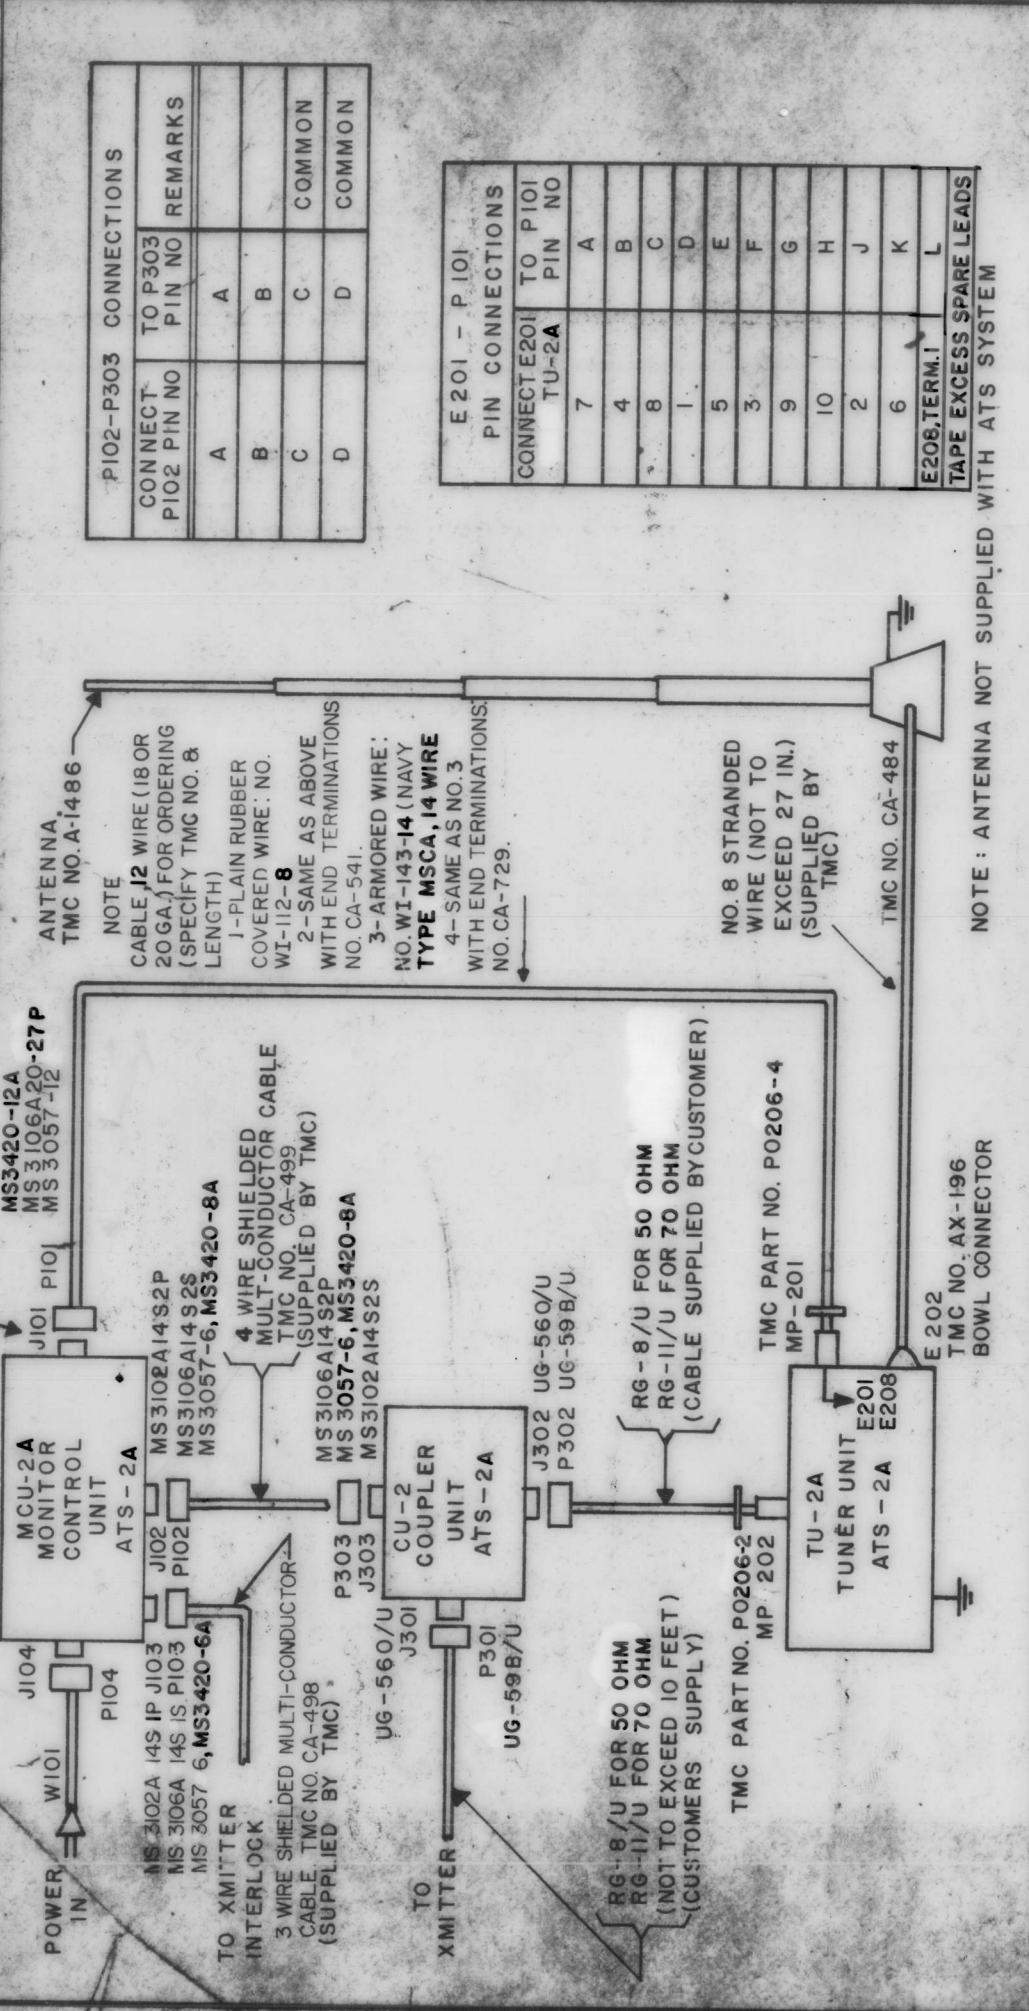 POWER
IN
W101
J104
P104
MCU-2A
MONITOR
CONTROL
UNIT
ATS-2A
J101
P101
MS3420-12A
MS 3106A20-27P
MS 3057-12
MS 3102A 14S 1P J103
MS 3106A 14S 1S P103
MS 3057 6, MS3420-6A
J102
P102
MS3102A14S2P
MS3106A14S2S
MS3057-6, MS3420-8A
TO XMITTER
INTERLOCK
3 WIRE SHIELDED MULTI-CONDUCTOR
CABLE. TMC NO. CA-498
(SUPPLIED BY TMC)
4 WIRE SHIELDED
MULT-CONDUCTOR CABLE
TMC NO. CA-499
(SUPPLIED BY TMC)
MS3106A14S2P
MS 3057-6, MS3420-8A
MS3102A14S2S
P303
J303
CU-2
COUPLER
UNIT
ATS-2A
UG-560/U
J301
P301
UG-59B/U
TO
XMITTER
J302 UG-560/U
P302 UG-59B/U
RG-8/U FOR 50 OHM
RG-11/U FOR 70 OHM
(NOT TO EXCEED 10 FEET)
(CUSTOMERS SUPPLY)
RG-8/U FOR 50 OHM
RG-11/U FOR 70 OHM
(CABLE SUPPLIED BY CUSTOMER)
TMC PART NO. P0206-2
MP 202
TMC PART NO. P0206-4
MP-201
TU-2A
TUNER UNIT
ATS-2A
E201
E208
E202
TMC NO. AX-196
BOWL CONNECTOR
ANTENNA,
TMC NO. A-1486
NOTE
CABLE, 12 WIRE (18 OR
20 GA.) FOR ORDERING
(SPECIFY TMC NO. &
LENGTH)
1-PLAIN RUBBER
COVERED WIRE: NO.
WI-112-8
2-SAME AS ABOVE
WITH END TERMINATIONS
NO. CA-541.
3-ARMORED WIRE:
NO. WI-143-14 (NAVY
TYPE MSCA, 14 WIRE
4-SAME AS NO. 3
WITH END TERMINATIONS.
NO. CA-729.
NO. 8 STRANDED
WIRE (NOT TO
EXCEED 27 IN.)
(SUPPLIED BY
TMC)
TMC NO. CA-484
NOTE: ANTENNA NOT SUPPLIED WITH ATS SYSTEM
P102-P303 CONNECTIONS
CONNECT P102 PIN NO TO P303 PIN NO REMARKS
A A
B B
C C COMMON
D D COMMON
E201 - P101
PIN CONNECTIONS
CONNECT E201 TU-2A TO P101 PIN NO
7 A
4 B
8 C
1 D
5 E
3 F
9 G
10 H
2 J
6 K
E208, TERM. 1 L
TAPE EXCESS SPARE LEADS